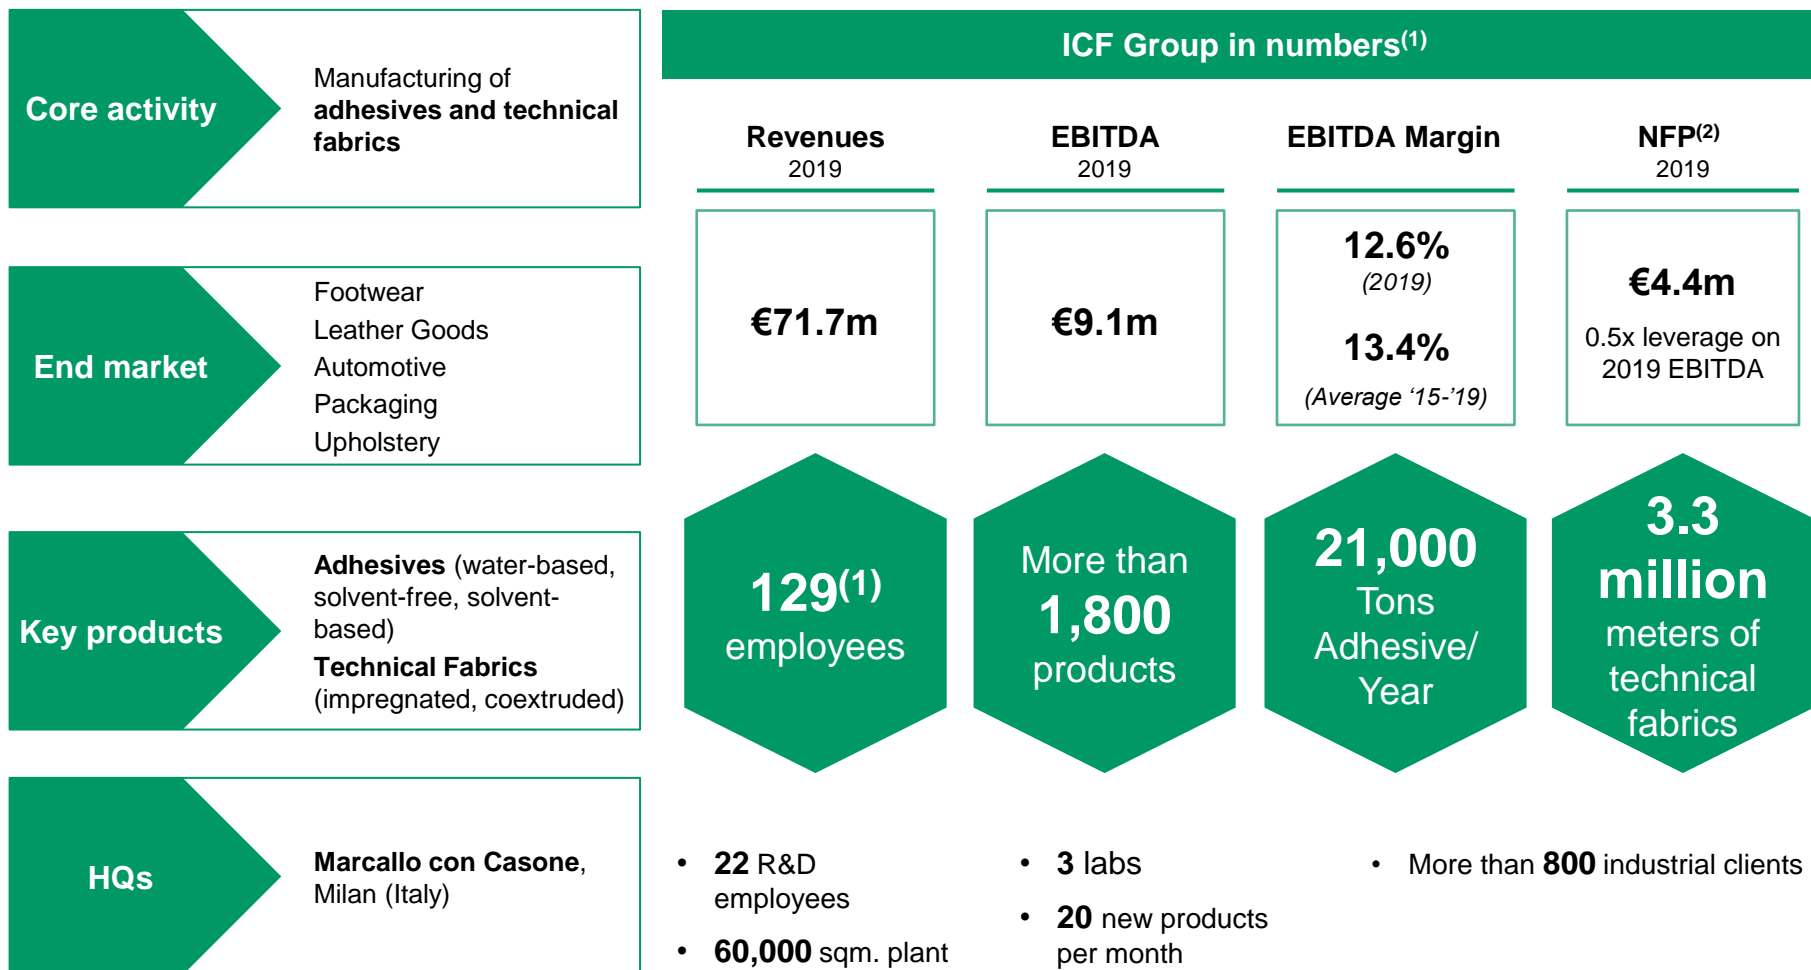 Core activity
Manufacturing of
adhesives and technical
fabrics
End market
Footwear
Leather Goods
Automotive
Packaging
Upholstery
Key products
Adhesives (water-based,
solvent-free, solvent-
based)
Technical Fabrics
(impregnated, coextruded)
HQs
Marcallo con Casone,
Milan (Italy)
ICF Group in numbers(1)
Revenues
2019
€71.7m
EBITDA
2019
€9.1m
EBITDA Margin
12.6%
(2019)
13.4%
(Average ‘15-’19)
NFP(2)
2019
€4.4m
0.5x leverage on
2019 EBITDA
129(1)
employees
More than
1,800
products
21,000
Tons
Adhesive/
Year
3.3
million
meters of
technical
fabrics
• 22 R&D
employees
• 60,000 sqm. plant
• 3 labs
• 20 new products
per month
• More than 800 industrial clients